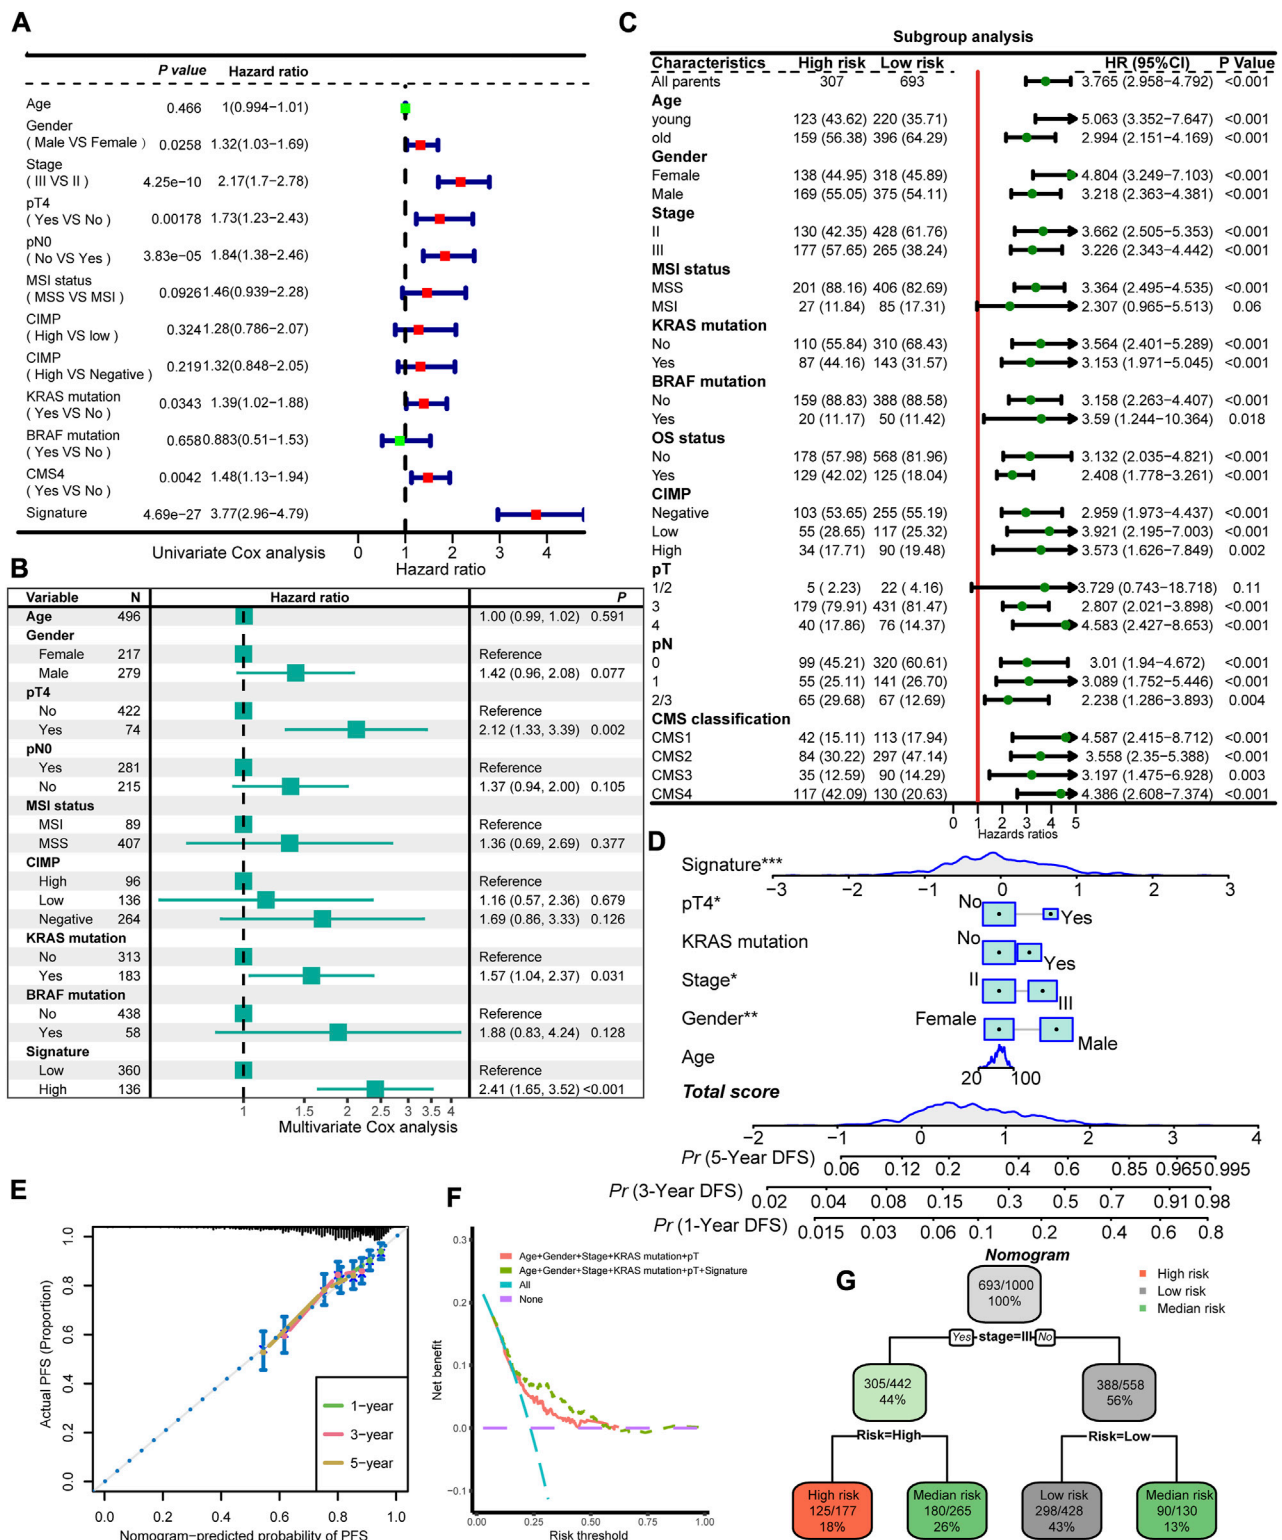 A
P value Hazard ratio
Age 0.466 1(0.994−1.01)
Gender
( Male VS Female ) 0.0258 1.32(1.03−1.69)
Stage
( III VS II ) 4.25e−10 2.17(1.7−2.78)
pT4
( Yes VS No ) 0.00178 1.73(1.23−2.43)
pN0
( No VS Yes ) 3.83e−05 1.84(1.38−2.46)
MSI status
( MSS VS MSI ) 0.0926 1.46(0.939−2.28)
CIMP
( High VS low ) 0.324 1.28(0.786−2.07)
CIMP
( High VS Negative ) 0.219 1.32(0.848−2.05)
KRAS mutation
( Yes VS No ) 0.0343 1.39(1.02−1.88)
BRAF mutation
( Yes VS No ) 0.658 0.883(0.51−1.53)
CMS4
( Yes VS No ) 0.0042 1.48(1.13−1.94)
Signature 4.69e−27 3.77(2.96−4.79)
0 1 2 3 4
Univariate Cox analysis
Hazard ratio
B
Variable N Hazard ratio P
Age 496 1.00 (0.99, 1.02) 0.591
Gender
Female 217 Reference
Male 279 1.42 (0.96, 2.08) 0.077
pT4
No 422 Reference
Yes 74 2.12 (1.33, 3.39) 0.002
pN0
Yes 281 Reference
No 215 1.37 (0.94, 2.00) 0.105
MSI status
MSI 89 Reference
MSS 407 1.36 (0.69, 2.69) 0.377
CIMP
High 96 Reference
Low 136 1.16 (0.57, 2.36) 0.679
Negative 264 1.69 (0.86, 3.33) 0.126
KRAS mutation
No 313 Reference
Yes 183 1.57 (1.04, 2.37) 0.031
BRAF mutation
No 438 Reference
Yes 58 1.88 (0.83, 4.24) 0.128
Signature
Low 360 Reference
High 136 2.41 (1.65, 3.52) <0.001
1 1.5 2 2.5 3 3.5 4
Multivariate Cox analysis
C
Subgroup analysis
Characteristics High risk Low risk HR (95%CI) P Value
All parents 307 693 3.765 (2.958−4.792) <0.001
Age
young 123 (43.62) 220 (35.71) 5.063 (3.352−7.647) <0.001
old 159 (56.38) 396 (64.29) 2.994 (2.151−4.169) <0.001
Gender
Female 138 (44.95) 318 (45.89) 4.804 (3.249−7.103) <0.001
Male 169 (55.05) 375 (54.11) 3.218 (2.363−4.381) <0.001
Stage
II 130 (42.35) 428 (61.76) 3.662 (2.505−5.353) <0.001
III 177 (57.65) 265 (38.24) 3.226 (2.343−4.442) <0.001
MSI status
MSS 201 (88.16) 406 (82.69) 3.364 (2.495−4.535) <0.001
MSI 27 (11.84) 85 (17.31) 2.307 (0.965−5.513) 0.06
KRAS mutation
No 110 (55.84) 310 (68.43) 3.564 (2.401−5.289) <0.001
Yes 87 (44.16) 143 (31.57) 3.153 (1.971−5.045) <0.001
BRAF mutation
No 159 (88.83) 388 (88.58) 3.158 (2.263−4.407) <0.001
Yes 20 (11.17) 50 (11.42) 3.59 (1.244−10.364) 0.018
OS status
No 178 (57.98) 568 (81.96) 3.132 (2.035−4.821) <0.001
Yes 129 (42.02) 125 (18.04) 2.408 (1.778−3.261) <0.001
CIMP
Negative 103 (53.65) 255 (55.19) 2.959 (1.973−4.437) <0.001
Low 55 (28.65) 117 (25.32) 3.921 (2.195−7.003) <0.001
High 34 (17.71) 90 (19.48) 3.573 (1.626−7.849) 0.002
pT
1/2 5 ( 2.23) 22 ( 4.16) 3.729 (0.743−18.718) 0.11
3 179 (79.91) 431 (81.47) 2.807 (2.021−3.898) <0.001
4 40 (17.86) 76 (14.37) 4.583 (2.427−8.653) <0.001
pN
0 99 (45.21) 320 (60.61) 3.01 (1.94−4.672) <0.001
1 55 (25.11) 141 (26.70) 3.089 (1.752−5.446) <0.001
2/3 65 (29.68) 67 (12.69) 2.238 (1.286−3.893) 0.004
CMS classification
CMS1 42 (15.11) 113 (17.94) 4.587 (2.415−8.712) <0.001
CMS2 84 (30.22) 297 (47.14) 3.558 (2.35−5.388) <0.001
CMS3 35 (12.59) 90 (14.29) 3.197 (1.475−6.928) 0.003
CMS4 117 (42.09) 130 (20.63) 4.386 (2.608−7.374) <0.001
0 1 2 3 4 5
Hazards ratios
D
Signature***
−3 −2 −1 0 1 2 3
pT4* No Yes
KRAS mutation No Yes
Stage* II III
Gender** Female Male
Age 20 100
Total score
−2 −1 0 1 2 3 4
Pr (5-Year DFS) 0.06 0.12 0.2 0.4 0.6 0.85 0.965 0.995
Pr (3-Year DFS) 0.02 0.04 0.08 0.15 0.3 0.5 0.7 0.91 0.98
Pr (1-Year DFS) 0.015 0.03 0.06 0.1 0.2 0.4 0.6 0.8
Nomogram
E
Actual PFS (Proportion)
1.0
0.8
0.6
0.4
0.2
0.0
1−year
3−year
5−year
0.0 0.2 0.4 0.6 0.8 1.0
Nomogram−predicted probability of PFS
F
Net benefit
0.3
0.2
0.1
0.0
−0.1
Age+Gender+Stage+KRAS mutation+pT
Age+Gender+Stage+KRAS mutation+pT+Signature
All
None
0.00 0.25 0.50 0.75 1.00
Risk threshold
G
High risk
Low risk
Median risk
693/1000
100%
Yes stage=III No
305/442
44%
388/558
56%
Risk=High
Risk=Low
High risk
125/177
18%
Median risk
180/265
26%
Low risk
298/428
43%
Median risk
90/130
13%